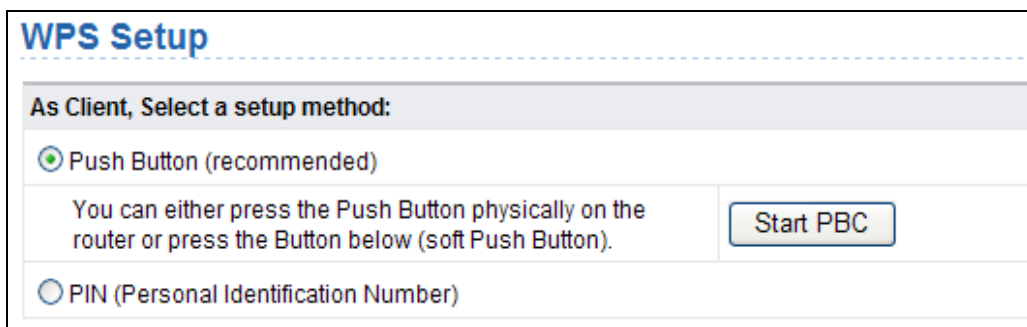 WPS Setup
As Client, Select a setup method:
Push Button (recommended)
You can either press the Push Button physically on the
router or press the Button below (soft Push Button).
Start PBC
PIN (Personal Identification Number)